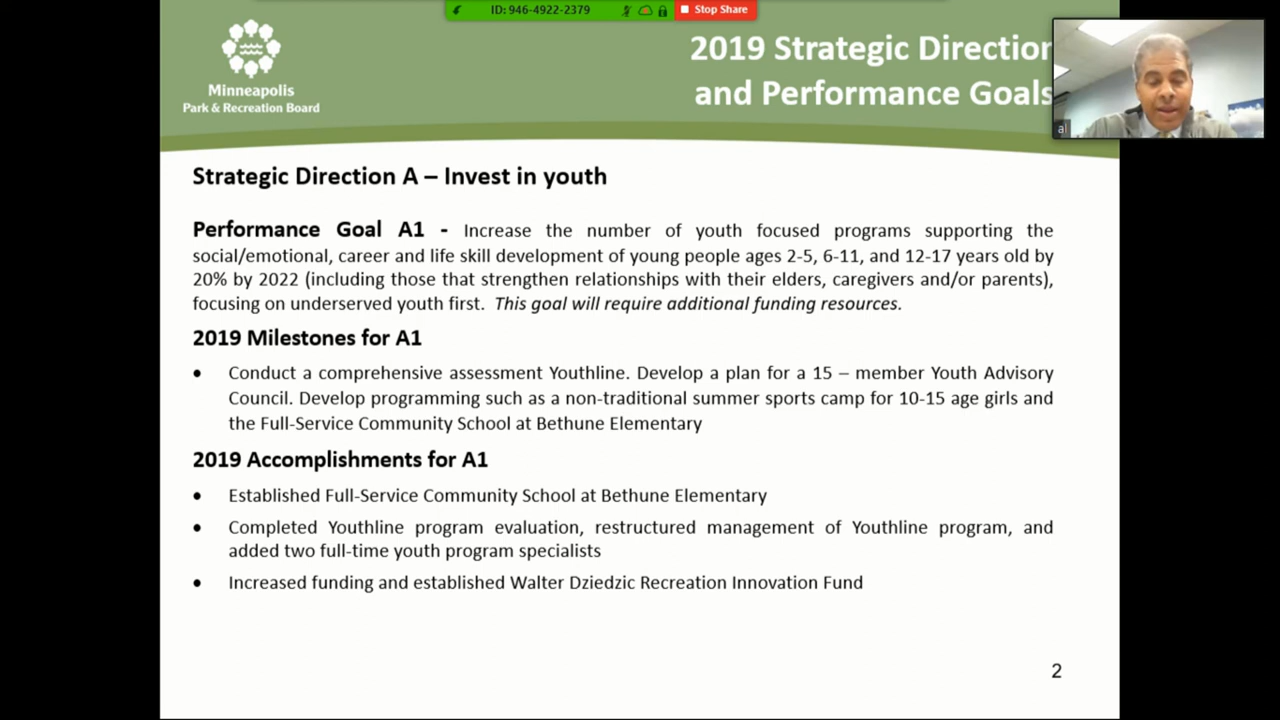 ID: 946-4922-2379
Stop Share
Minneapolis
Park & Recreation Board
2019 Strategic Direction
and Performance Goals
al
Strategic Direction A – Invest in youth
Performance Goal A1 - Increase the number of youth focused programs supporting the
social/emotional, career and life skill development of young people ages 2-5, 6-11, and 12-17 years old by
20% by 2022 (including those that strengthen relationships with their elders, caregivers and/or parents),
focusing on underserved youth first. This goal will require additional funding resources.
2019 Milestones for A1
• Conduct a comprehensive assessment Youthline. Develop a plan for a 15 – member Youth Advisory
Council. Develop programming such as a non-traditional summer sports camp for 10-15 age girls and
the Full-Service Community School at Bethune Elementary
2019 Accomplishments for A1
• Established Full-Service Community School at Bethune Elementary
• Completed Youthline program evaluation, restructured management of Youthline program, and
added two full-time youth program specialists
• Increased funding and established Walter Dziedzic Recreation Innovation Fund
2